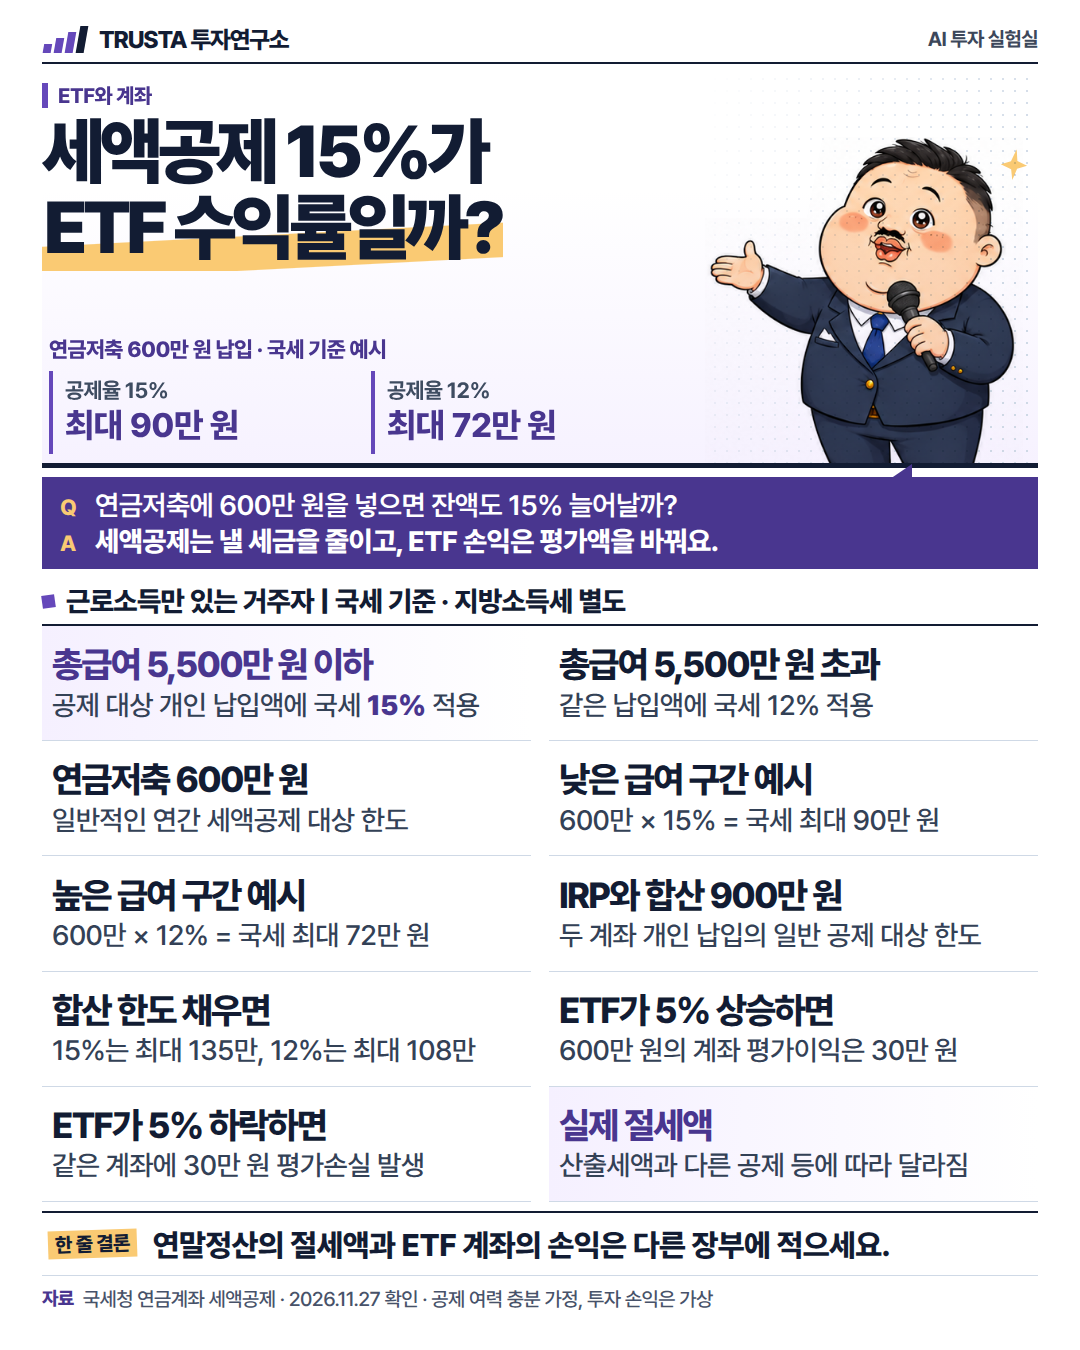 TRUSTA 투자연구소
AI 투자 실험실
ETF와 계좌
세액공제 15%가
ETF 수익률일까?
연금저축 600만 원 납입 · 국세 기준 예시
공제율 15%
최대 90만 원
공제율 12%
최대 72만 원
Q 연금저축에 600만 원을 넣으면 잔액도 15% 늘어날까?
A 세액공제는 낼 세금을 줄이고, ETF 손익은 평가액을 바꿔요.
근로소득만 있는 거주자 | 국세 기준 · 지방소득세 별도
총급여 5,500만 원 이하
공제 대상 개인 납입액에 국세 15% 적용
총급여 5,500만 원 초과
같은 납입액에 국세 12% 적용
연금저축 600만 원
일반적인 연간 세액공제 대상 한도
낮은 급여 구간 예시
600만 × 15% = 국세 최대 90만 원
높은 급여 구간 예시
600만 × 12% = 국세 최대 72만 원
IRP와 합산 900만 원
두 계좌 개인 납입의 일반 공제 대상 한도
합산 한도 채우면
15%는 최대 135만, 12%는 최대 108만
ETF가 5% 상승하면
600만 원의 계좌 평가이익은 30만 원
ETF가 5% 하락하면
같은 계좌에 30만 원 평가손실 발생
실제 절세액
산출세액과 다른 공제 등에 따라 달라짐
한 줄 결론 연말정산의 절세액과 ETF 계좌의 손익은 다른 장부에 적으세요.
자료 국세청 연금계좌 세액공제 · 2026.11.27 확인 · 공제 여력 충분 가정, 투자 손익은 가상